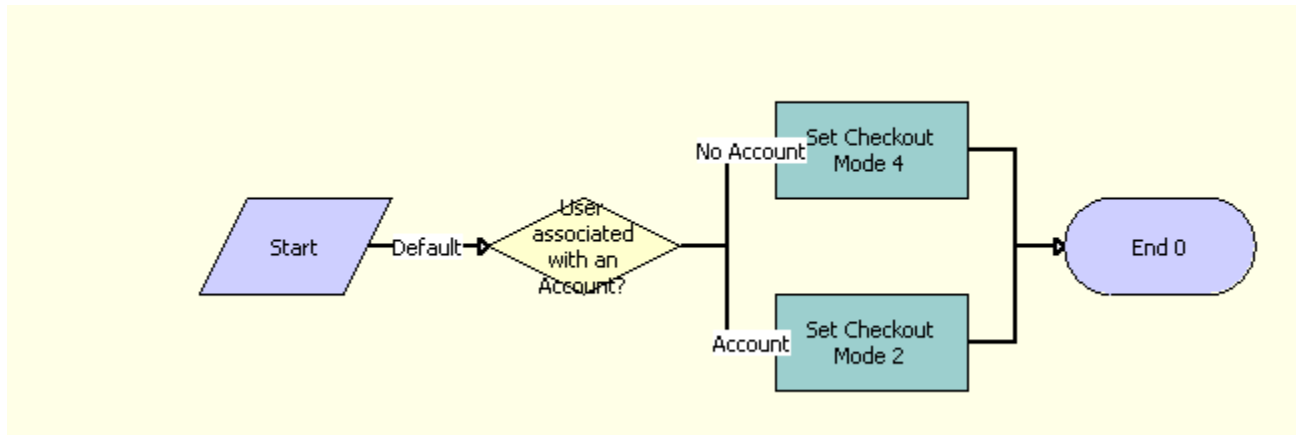 Start
Default
User
associated
with an
Account?
No Account
Set Checkout
Mode 4
Account
Set Checkout
Mode 2
End 0